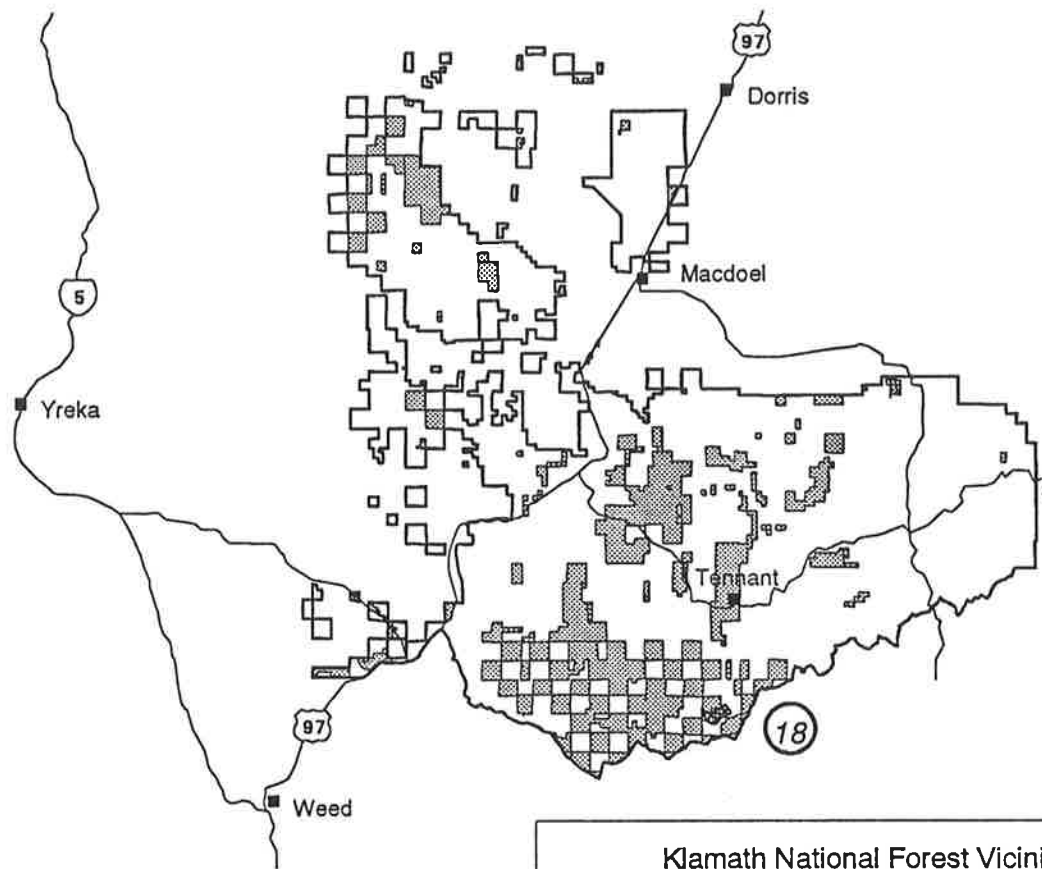 97
Dorris
Macdoel
5
Yreka
Tennant
18
97
Weed
Klamath National Forest Vicini